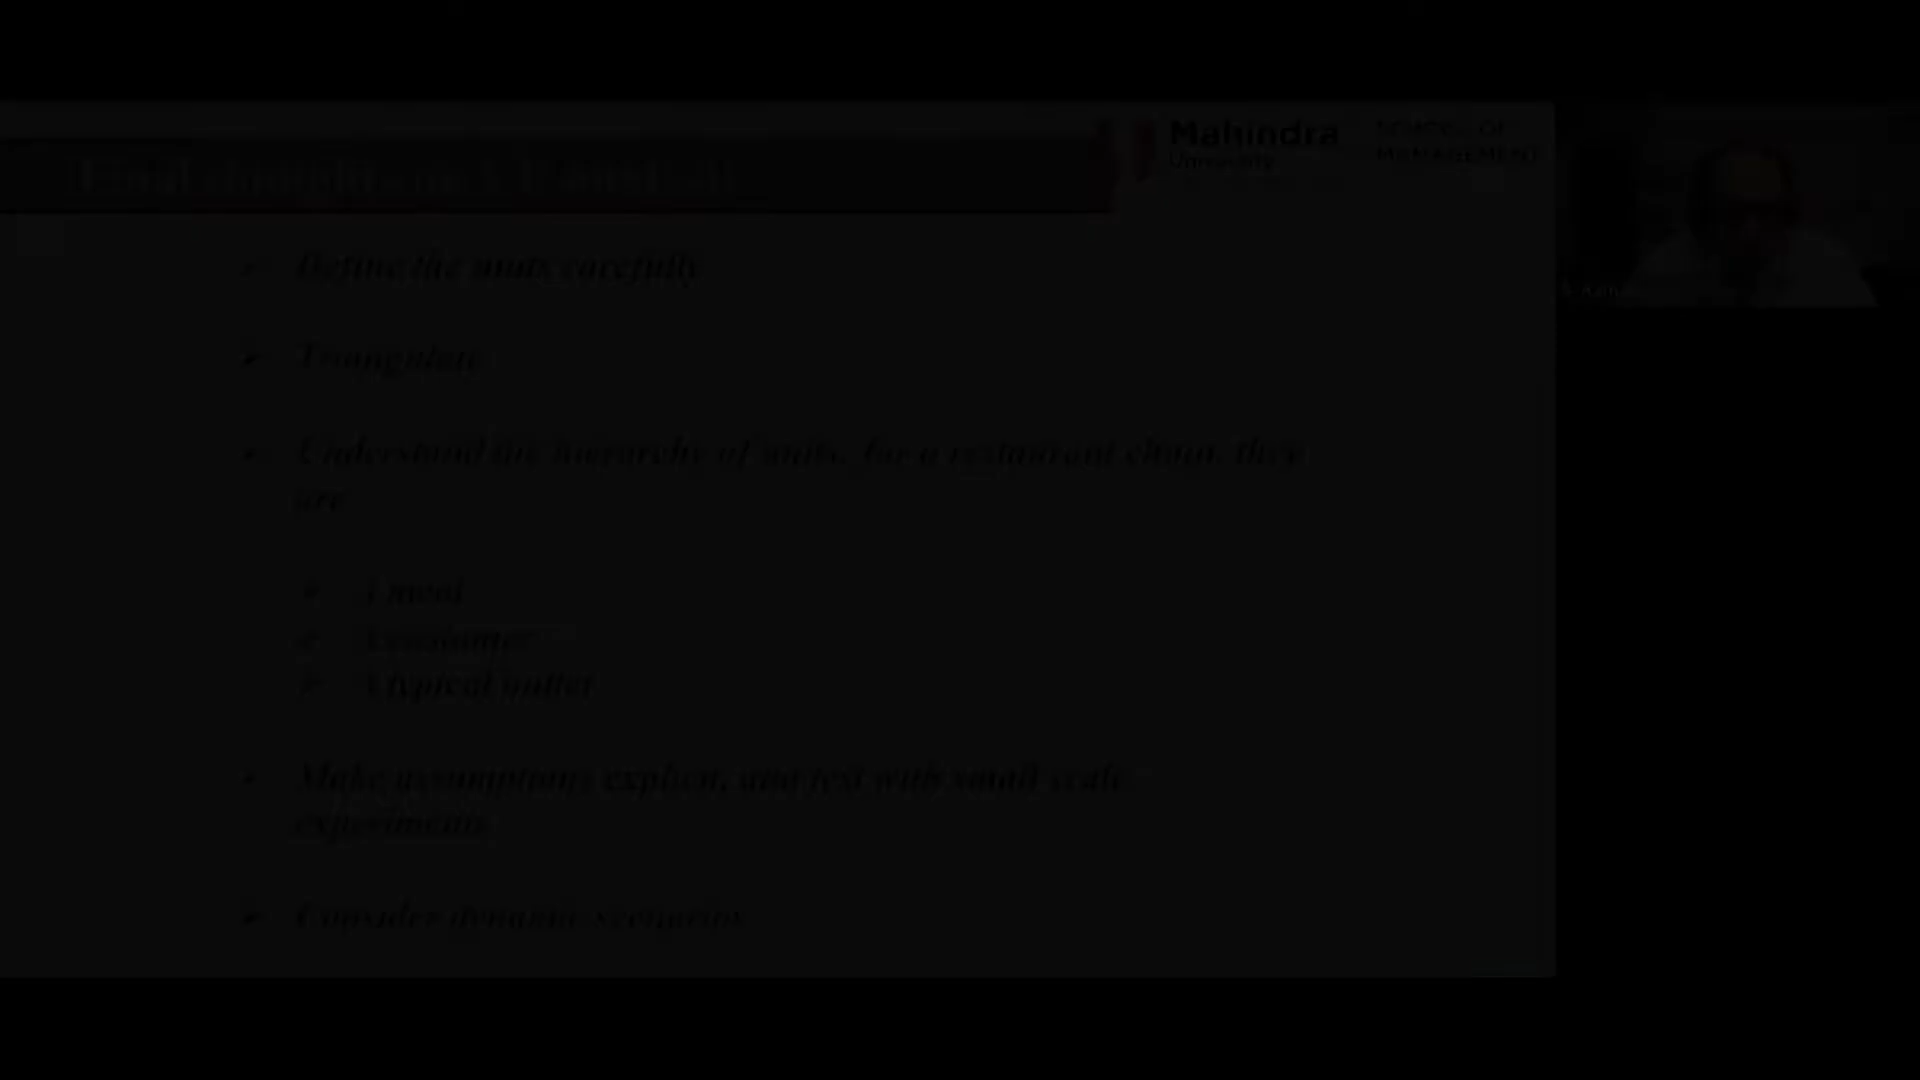 Mahindra
University
SCHOOL OF
MANAGEMENT
Define the units carefully
Triangulate
Understand the hierarchy of units, for a restaurant chain, they
are
A meal
A customer
A typical outlet
Make assumptions explicit, and test with small scale
experiments
Consider dynamic scenarios